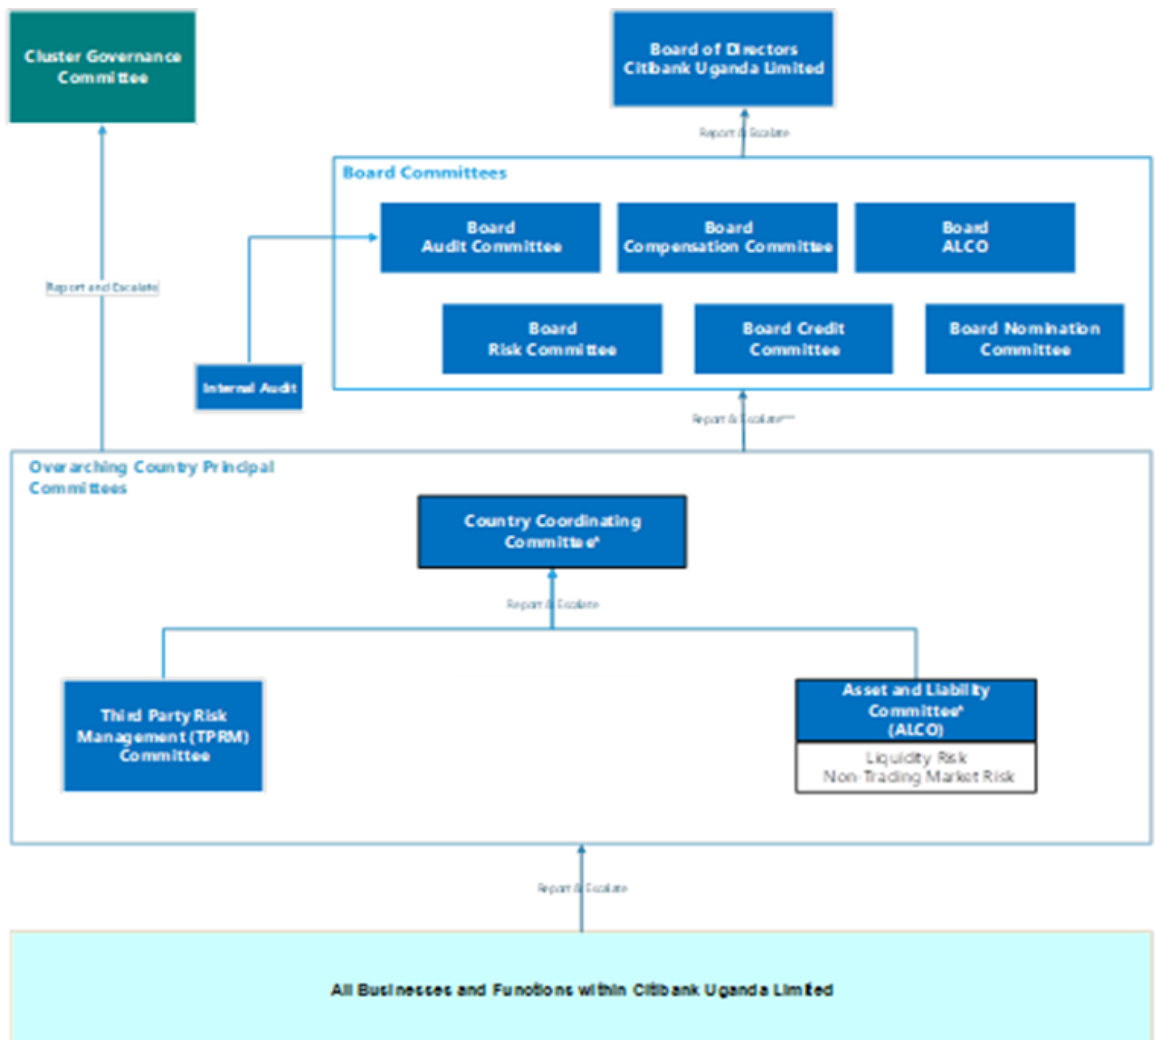 Cluster Governance
Committee
Board of Directors
Citibank Uganda Limited
Report & Escalate
Board Committees
Board
Audit Committee
Board
Compensation Committee
Board
ALCO
Report and Escalate
Board
Risk Committee
Board Credit
Committee
Board Nomination
Committee
Internal Audit
Report & Escalate
Overarching Country Principal
Committees
Country Coordinating
Committee*
Report & Escalate
Third Party Risk
Management (TPRM)
Committee
Asset and Liability
Committee*
(ALCO)
Liquidity Risk
Non-Trading Market Risk
Report & Escalate
All Businesses and Functions within Citibank Uganda Limited